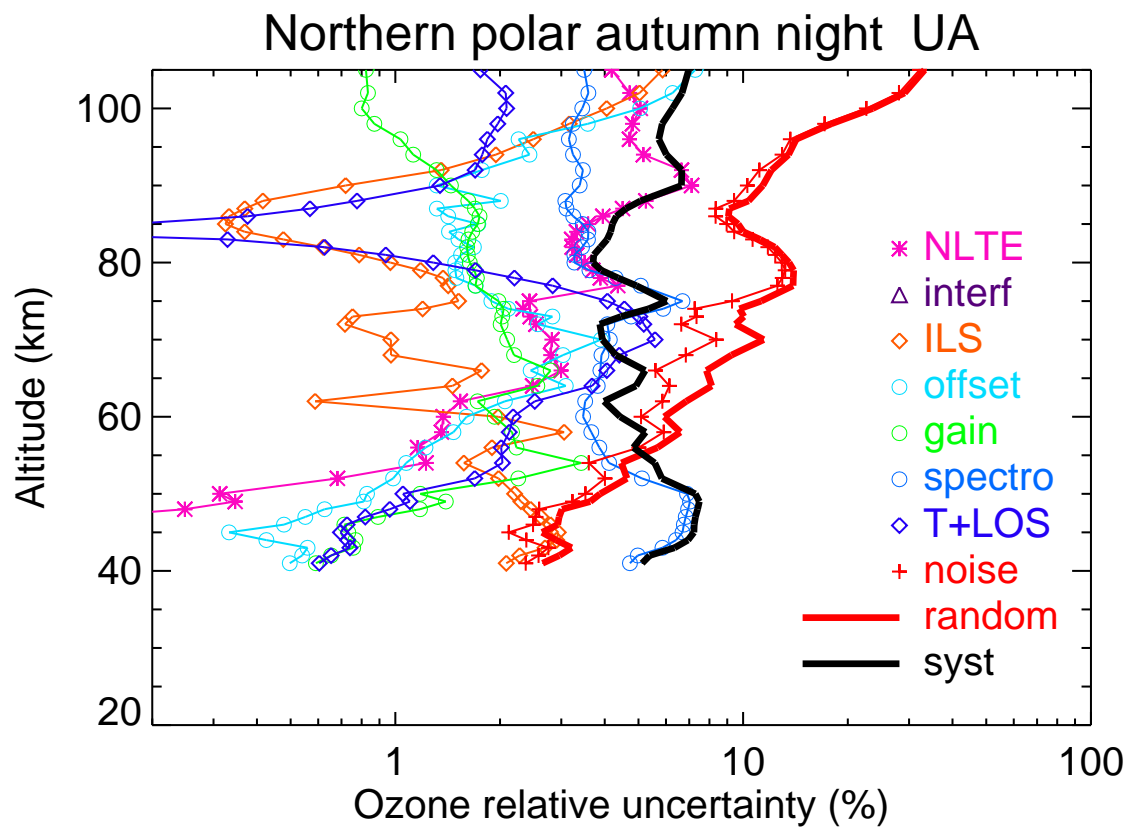 Northern polar autumn night  UA
Altitude (km)
100
80
60
40
20
NLTE
interf
ILS
offset
gain
spectro
T+LOS
noise
random
syst
1
10
100
Ozone relative uncertainty (%)